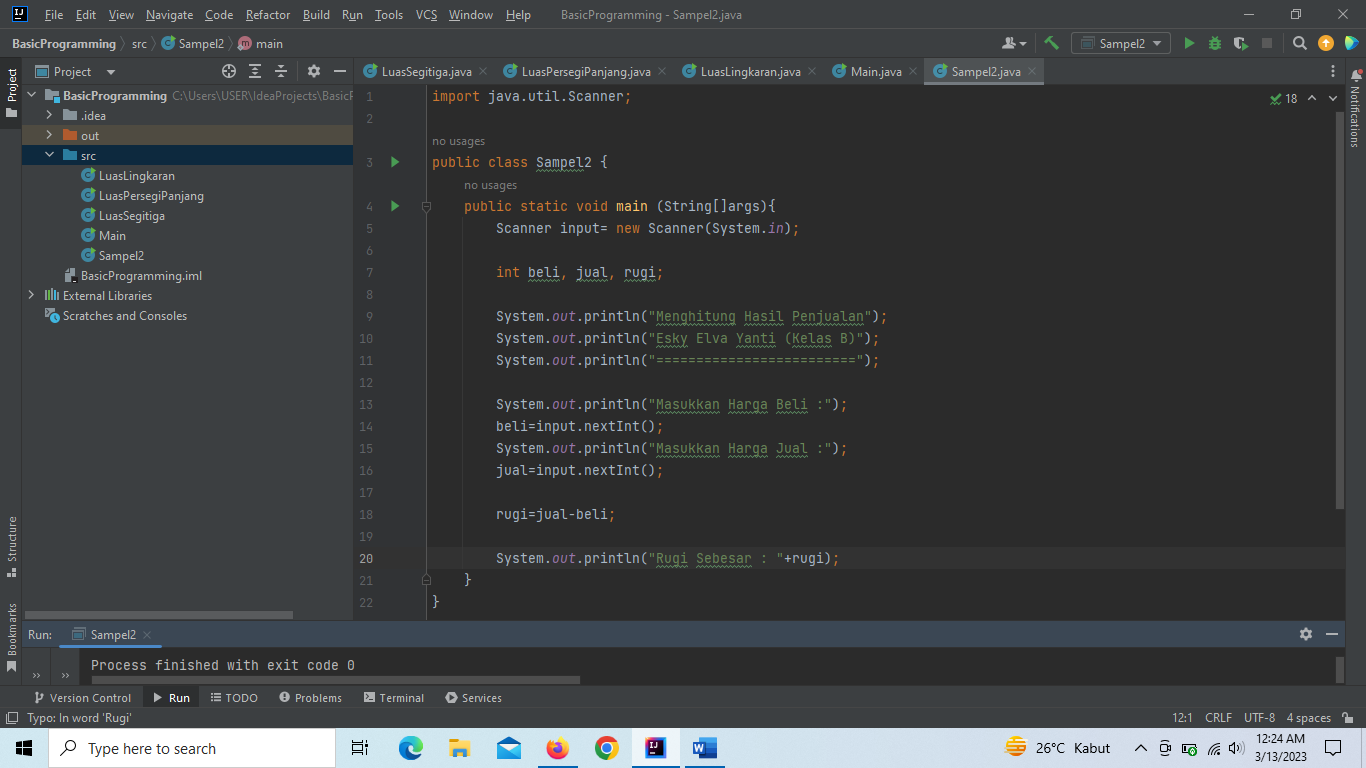 File Edit View Navigate Code Refactor Build Run Tools VCS Window Help BasicProgramming - Sampel2.java
BasicProgramming src Sampel2 main Sampel2
Project LuasSegitiga.java LuasPersegiPanjang.java LuasLingkaran.java Main.java Sampel2.java
Project
Notifications
BasicProgramming C:\Users\USER\IdeaProjects\BasicP
.idea
out
src
LuasLingkaran
LuasPersegiPanjang
LuasSegitiga
Main
Sampel2
BasicProgramming.iml
External Libraries
Scratches and Consoles
18
1 import java.util.Scanner;
2
no usages
3 public class Sampel2 {
no usages
4 public static void main (String[]args){
5 Scanner input= new Scanner(System.in);
6
7 int beli, jual, rugi;
8
9 System.out.println("Menghitung Hasil Penjualan");
10 System.out.println("Esky Elva Yanti (Kelas B)");
11 System.out.println("=========================");
12
13 System.out.println("Masukkan Harga Beli :");
14 beli=input.nextInt();
15 System.out.println("Masukkan Harga Jual :");
16 jual=input.nextInt();
17
18 rugi=jual-beli;
19
20 System.out.println("Rugi Sebesar : "+rugi);
21 }
22 }
Structure
Bookmarks
Run: Sampel2
Process finished with exit code 0
Version Control Run TODO Problems Terminal Services
Typo: In word 'Rugi' 12:1 CRLF UTF-8 4 spaces
Type here to search 26°C Kabut 12:24 AM
3/13/2023